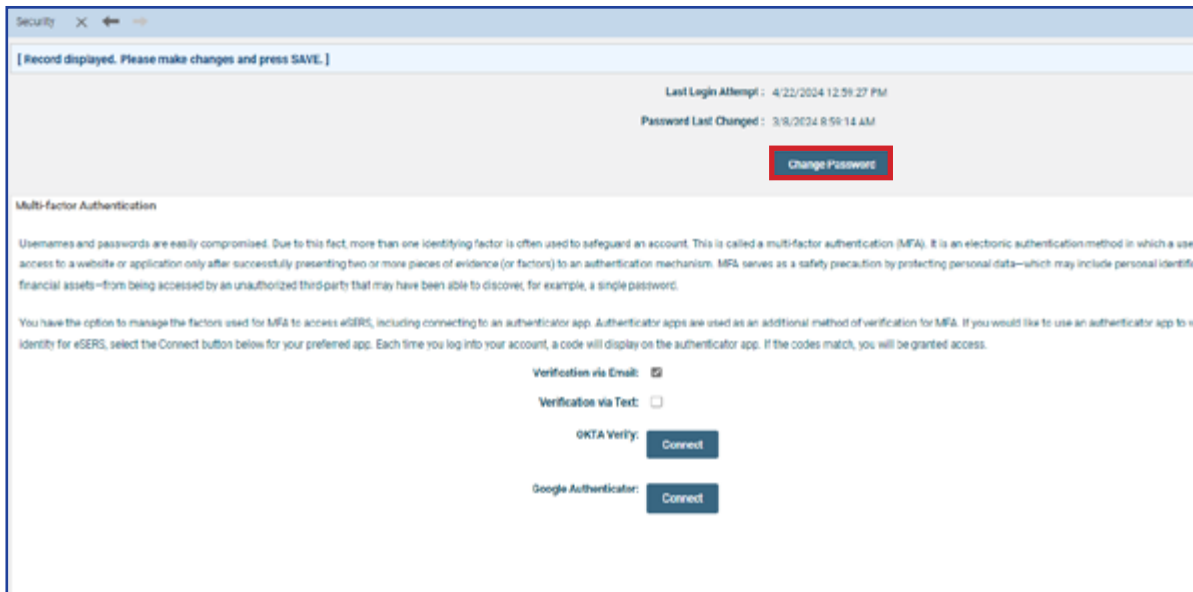 Security
[ Record displayed. Please make changes and press SAVE. ]
Last Login Attempt : 4/22/2024 12:59:27 PM
Password Last Changed : 3/8/2024 8:59:14 AM
Change Password
Multi-factor Authentication
Usernames and passwords are easily compromised. Due to this fact, more than one identifying factor is often used to safeguard an account. This is called a multi-factor authentication (MFA). It is an electronic authentication method in which a use
access to a website or application only after successfully presenting two or more pieces of evidence (or factors) to an authentication mechanism. MFA serves as a safety precaution by protecting personal data—which may include personal identific
financial assets—from being accessed by an unauthorized third-party that may have been able to discover, for example, a single password.
You have the option to manage the factors used for MFA to access eSERS, including connecting to an authenticator app. Authenticator apps are used as an additional method of verification for MFA. If you would like to use an authenticator app to v
identity for eSERS, select the Connect button below for your preferred app. Each time you log into your account, a code will display on the authenticator app. If the codes match, you will be granted access.
Verification via Email:
Verification via Text:
OKTA Verify: Connect
Google Authenticator: Connect